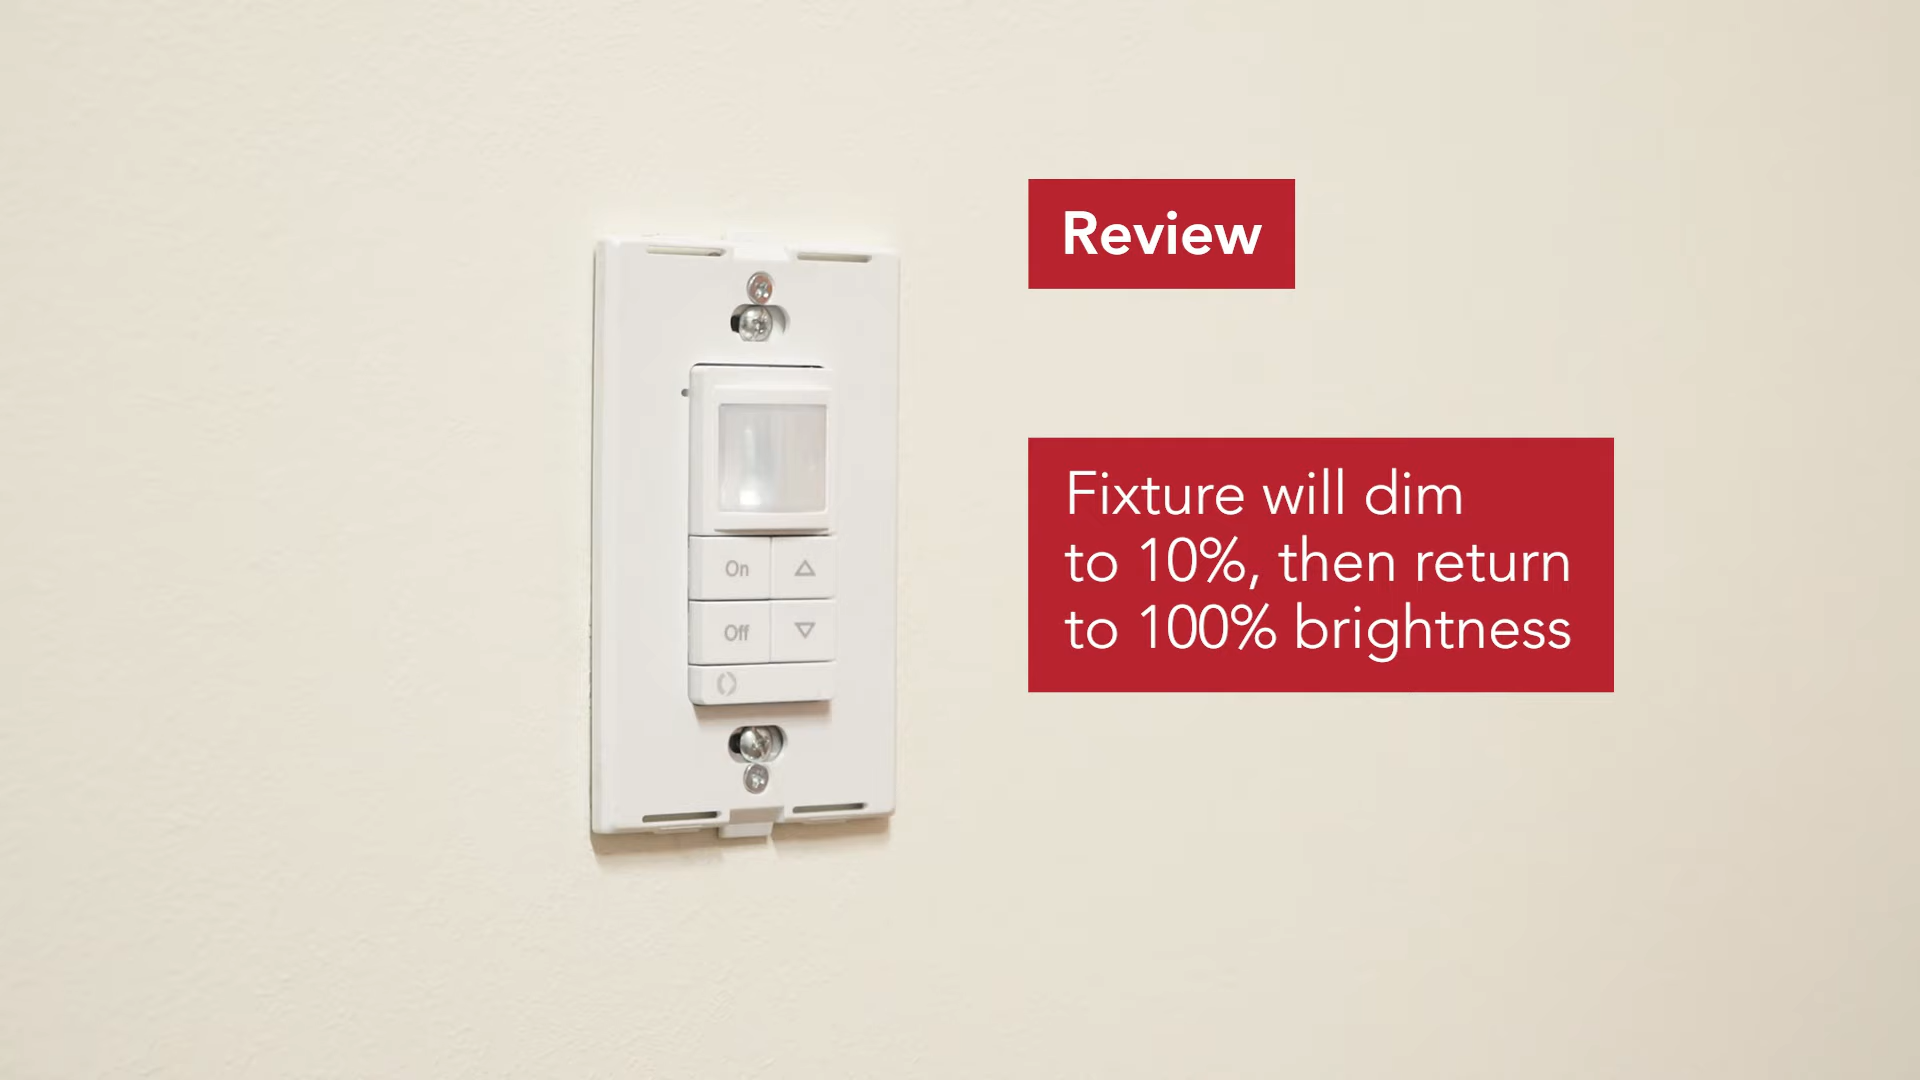 Review
Fixture will dim
to 10%, then return
to 100% brightness
On
Off